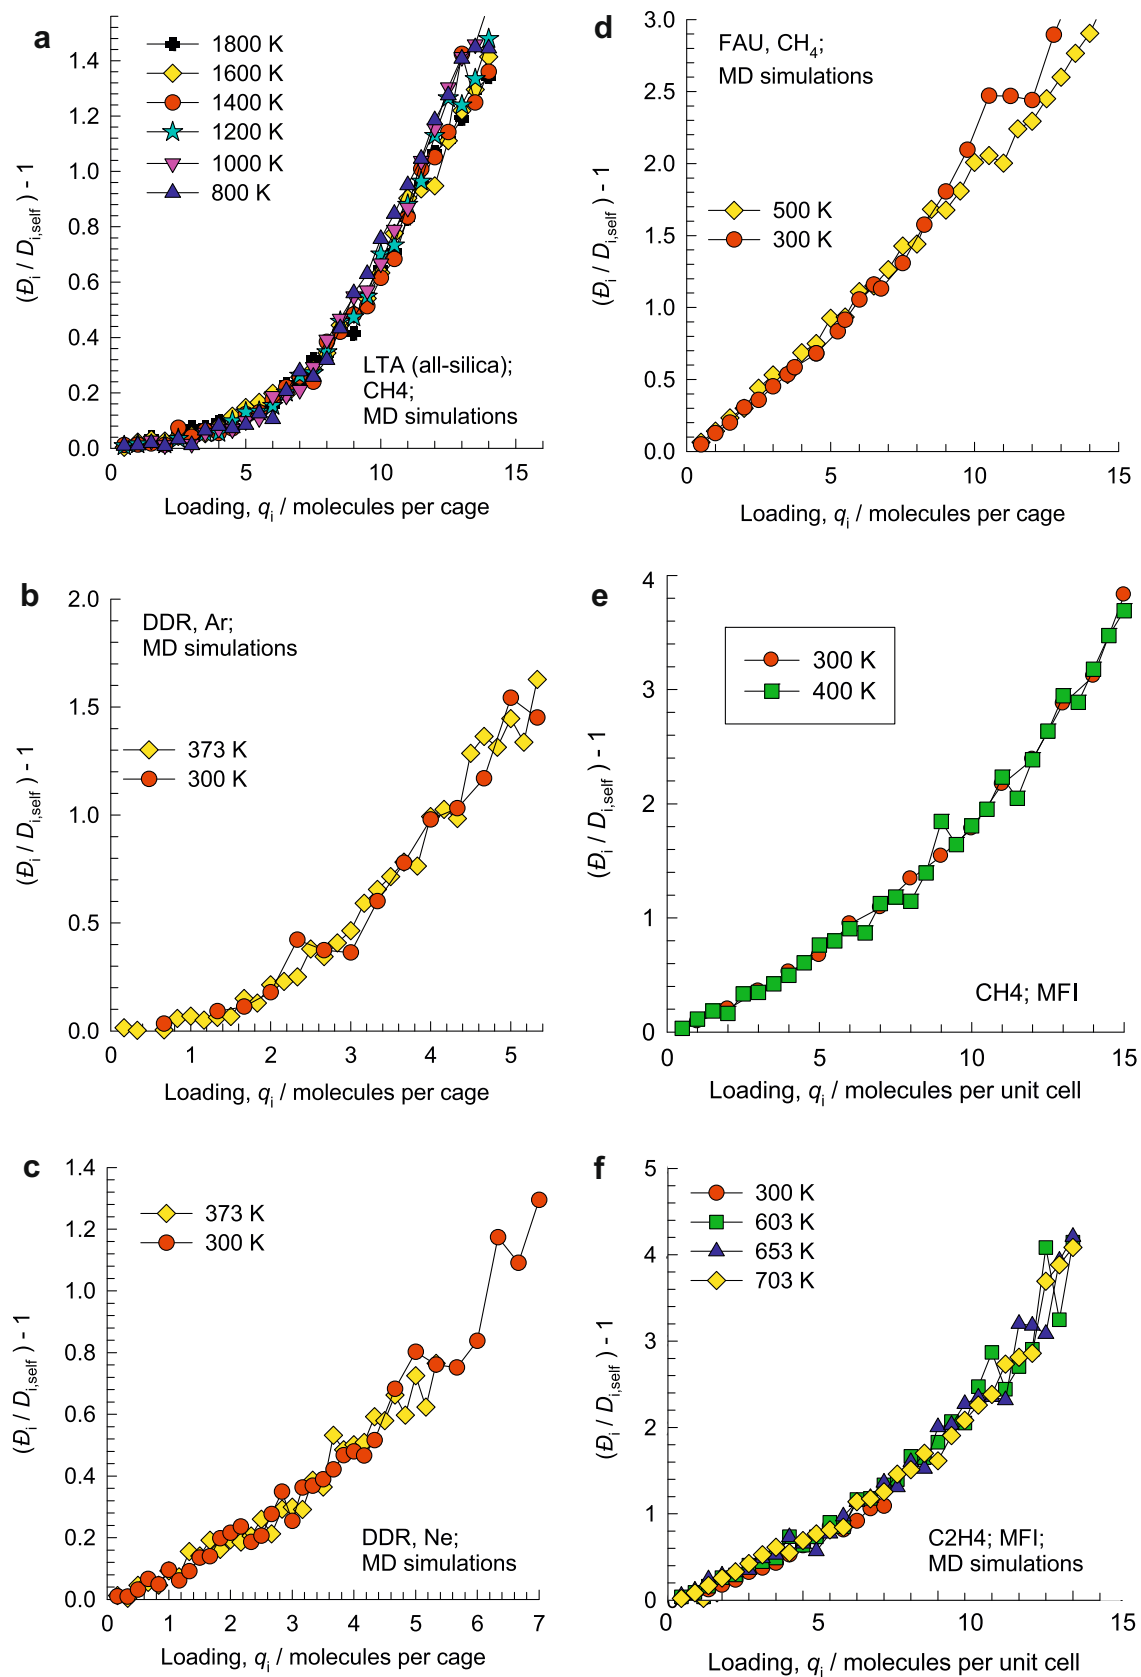 a
1800 K
1600 K
1400 K
1200 K
1000 K
800 K
LTA (all-silica);
CH4;
MD simulations
1.4
1.2
1.0
0.8
0.6
0.4
0.2
0.0
0
5
10
15
(Đi / Di,self) - 1
Loading, qi / molecules per cage
d
FAU, CH4;
MD simulations
500 K
300 K
3.0
2.5
2.0
1.5
1.0
0.5
0.0
0
5
10
15
(Đi / Di,self) - 1
Loading, qi / molecules per cage
b
DDR, Ar;
MD simulations
373 K
300 K
2.0
1.5
1.0
0.5
0.0
0
1
2
3
4
5
(Đi / Di,self) - 1
Loading, qi / molecules per cage
e
300 K
400 K
CH4; MFI
4
3
2
1
0
0
5
10
15
(Đi / Di,self) - 1
Loading, qi / molecules per unit cell
c
373 K
300 K
DDR, Ne;
MD simulations
1.4
1.2
1.0
0.8
0.6
0.4
0.2
0.0
0
1
2
3
4
5
6
7
(Đi / Di,self) - 1
Loading, qi / molecules per cage
f
300 K
603 K
653 K
703 K
C2H4; MFI;
MD simulations
5
4
3
2
1
0
0
5
10
15
(Đi / Di,self) - 1
Loading, qi / molecules per unit cell